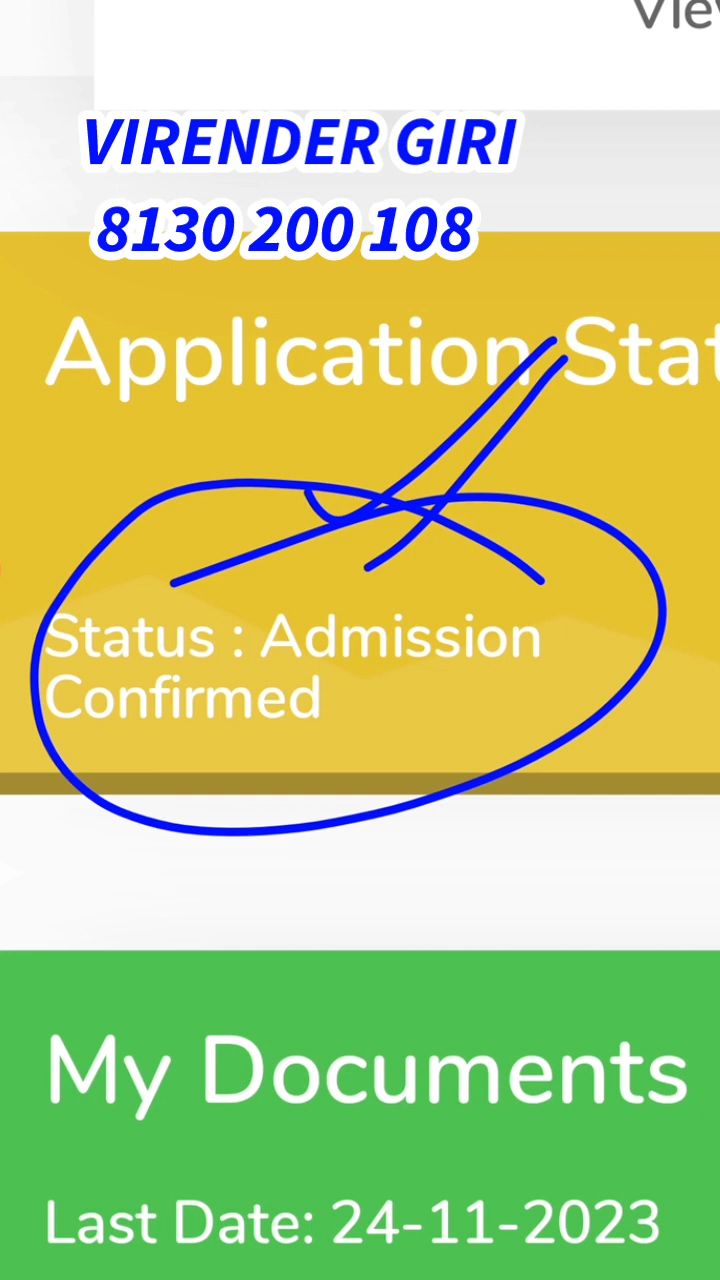 VIRENDER GIRI
8130 200 108
Application
Status : Admission
Confirmed
My Documents
Last Date: 24-11-2023